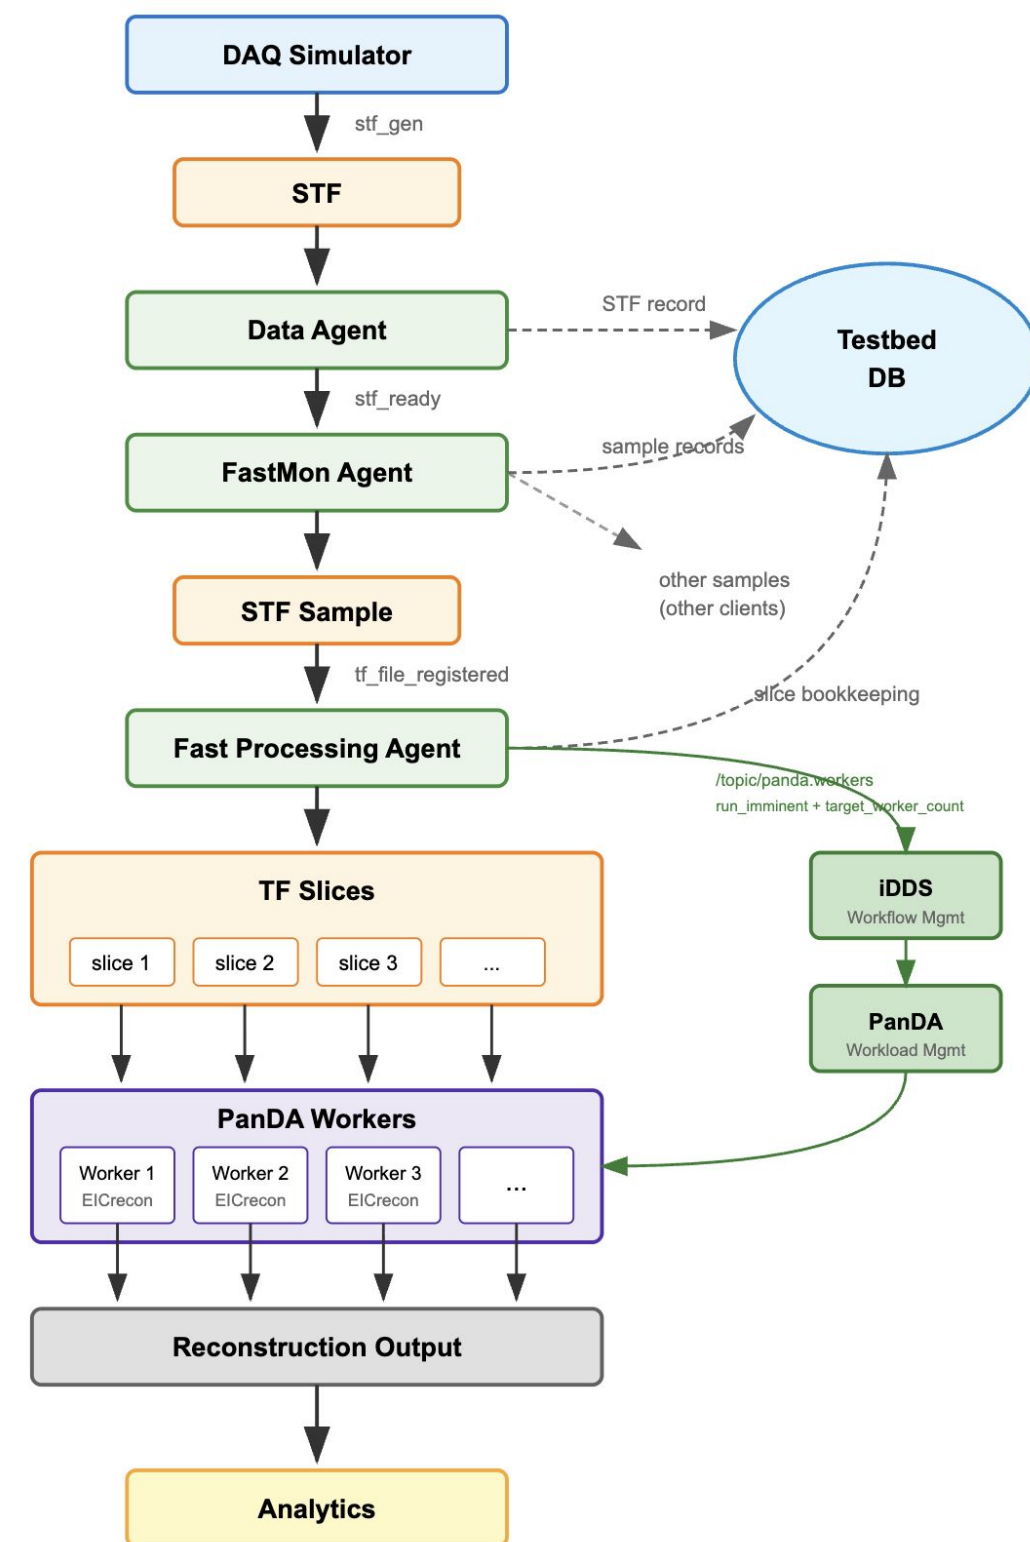 DAQ Simulator
stf_gen
STF
Data Agent
STF record
Testbed
DB
stf_ready
FastMon Agent
sample records
other samples
(other clients)
STF Sample
tf_file_registered
slice bookkeeping
Fast Processing Agent
/topic/panda.workers
run_imminent + target_worker_count
TF Slices
slice 1
slice 2
slice 3
...
iDDS
Workflow Mgmt
PanDA
Workload Mgmt
PanDA Workers
Worker 1
EICrecon
Worker 2
EICrecon
Worker 3
EICrecon
...
Reconstruction Output
Analytics